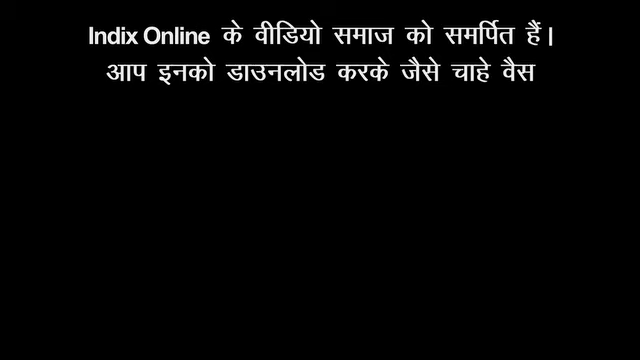 Indix Online के वीडियो समाज को समर्पित हैं।
आप इनको डाउनलोड करके जैसे चाहे वैस